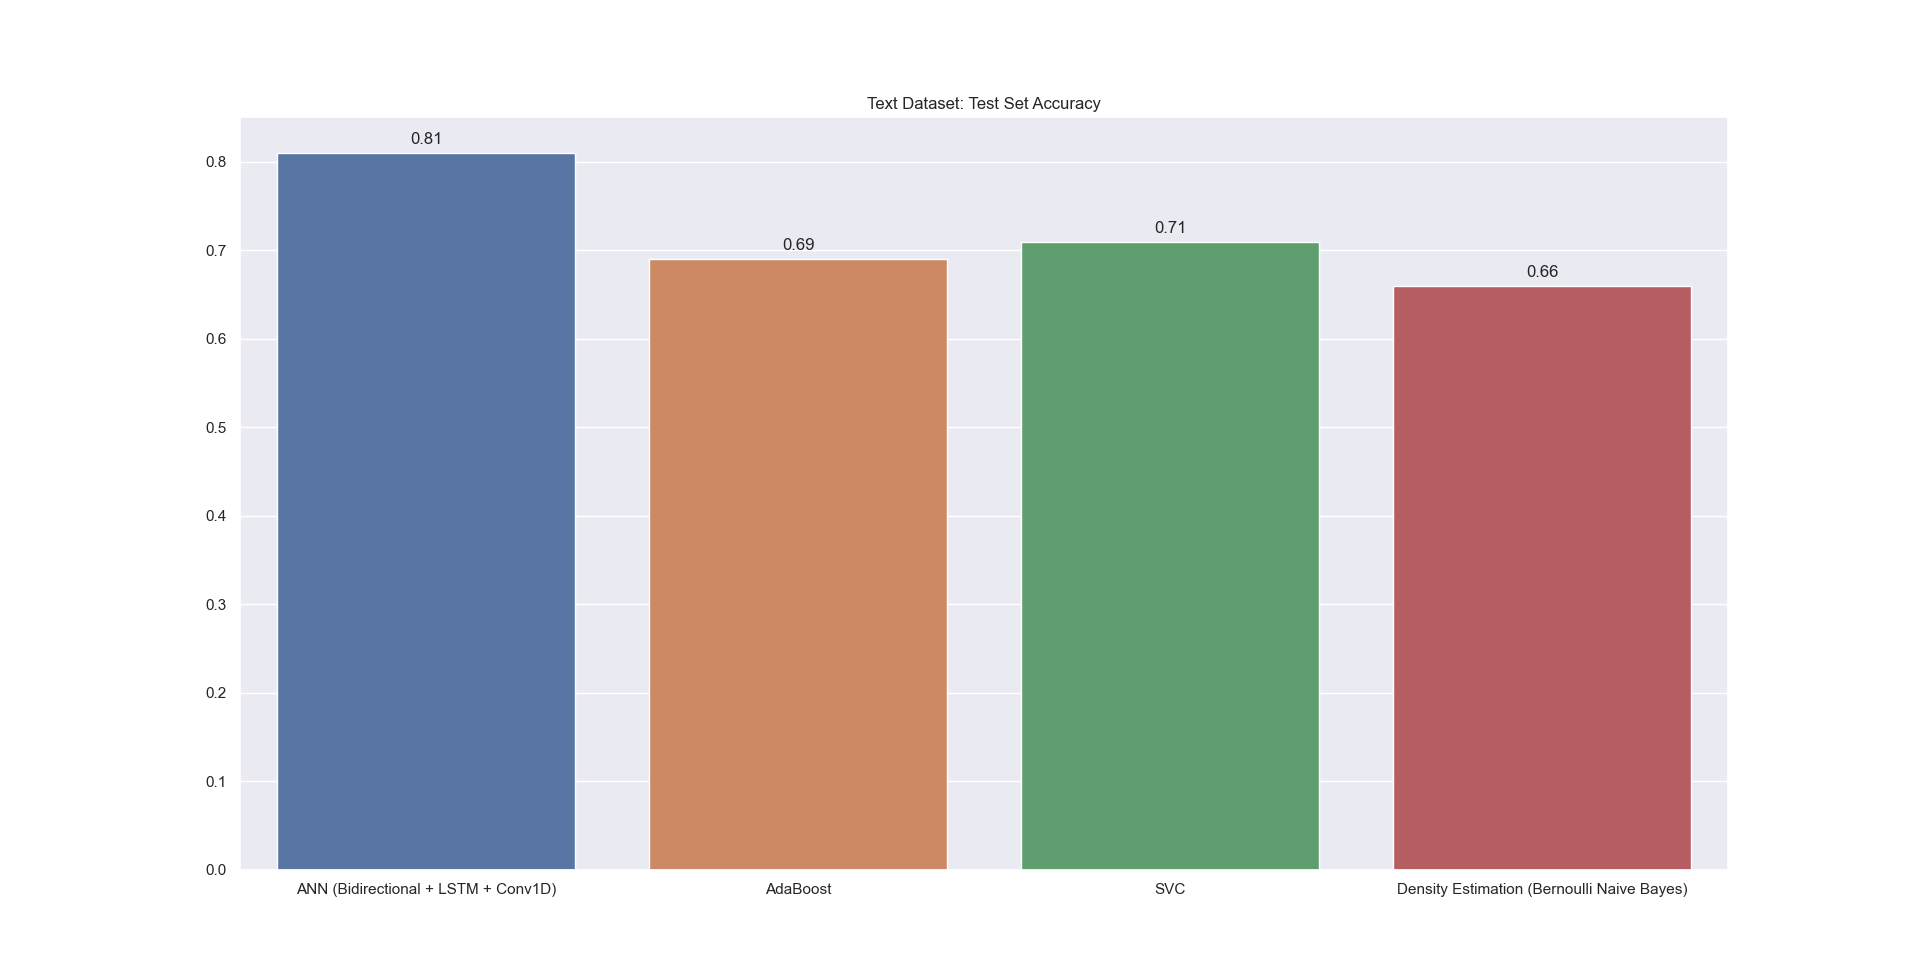 Text Dataset: Test Set Accuracy
0.81
0.69
0.71
0.66
0.8
0.7
0.6
0.5
0.4
0.3
0.2
0.1
0.0
ANN (Bidirectional + LSTM + Conv1D)
AdaBoost
SVC
Density Estimation (Bernoulli Naive Bayes)